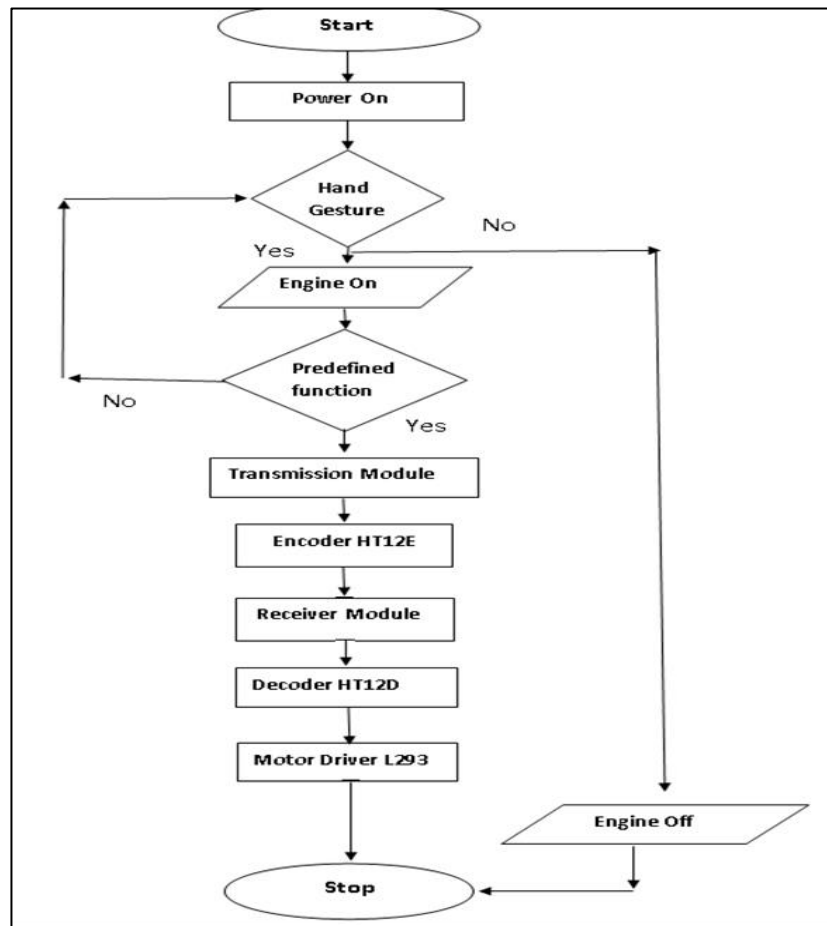 Start
Power On
Hand
Gesture
No
Yes
Engine On
Predefined
function
No
Yes
Transmission Module
Encoder HT12E
Receiver Module
Decoder HT12D
Motor Driver L293
Engine Off
Stop